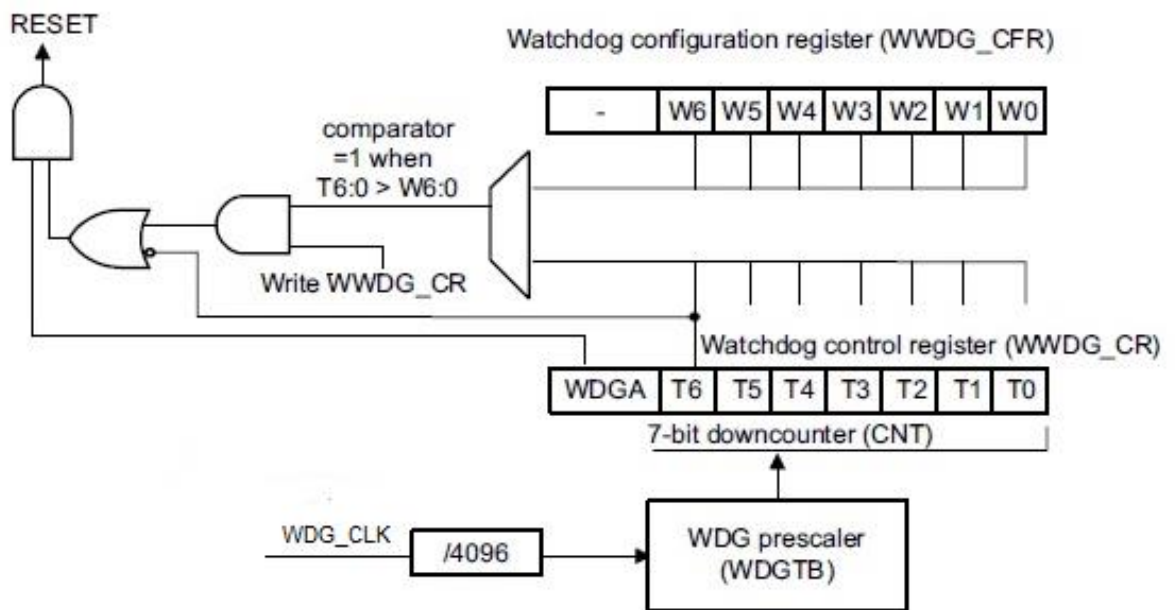 RESET
Watchdog configuration register (WWDG_CFR)
- W6 W5 W4 W3 W2 W1 W0
comparator
=1 when
T6:0 > W6:0
Write WWDG_CR
Watchdog control register (WWDG_CR)
WDGA T6 T5 T4 T3 T2 T1 T0
7-bit downcounter (CNT)
WDG_CLK
/4096
WDG prescaler
(WDGTB)